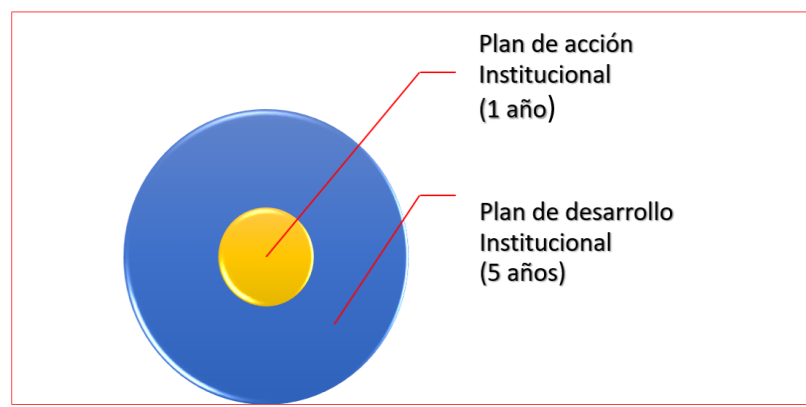 Plan de acción
Institucional
(1 año)
Plan de desarrollo
Institucional
(5 años)